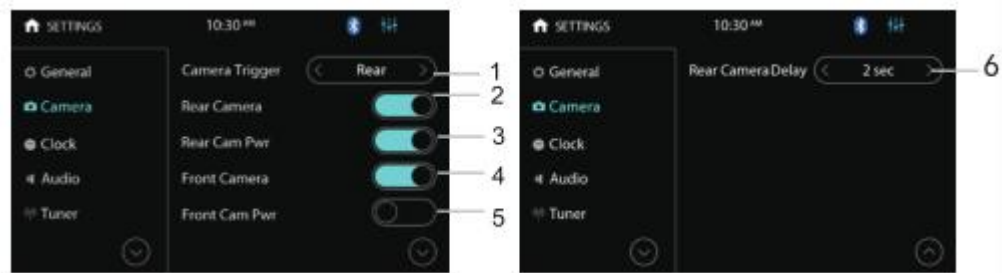 SETTINGS 10:30 AM
General
Camera
Clock
Audio
Tuner
Camera Trigger Rear 1
Rear Camera 2
Rear Cam Pwr 3
Front Camera 4
Front Cam Pwr 5
SETTINGS 10:30 AM
General
Camera
Clock
Audio
Tuner
Rear Camera Delay 2 sec 6